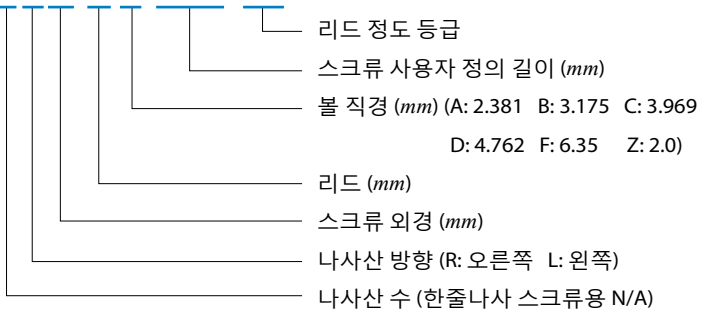 리드 정도 등급
스크류 사용자 정의 길이 (mm)
볼 직경 (mm) (A: 2.381 B: 3.175 C: 3.969
D: 4.762 F: 6.35 Z: 2.0)
리드 (mm)
스크류 외경 (mm)
나사산 방향 (R: 오른쪽 L: 왼쪽)
나사산 수 (한줄나사 스크류용 N/A)